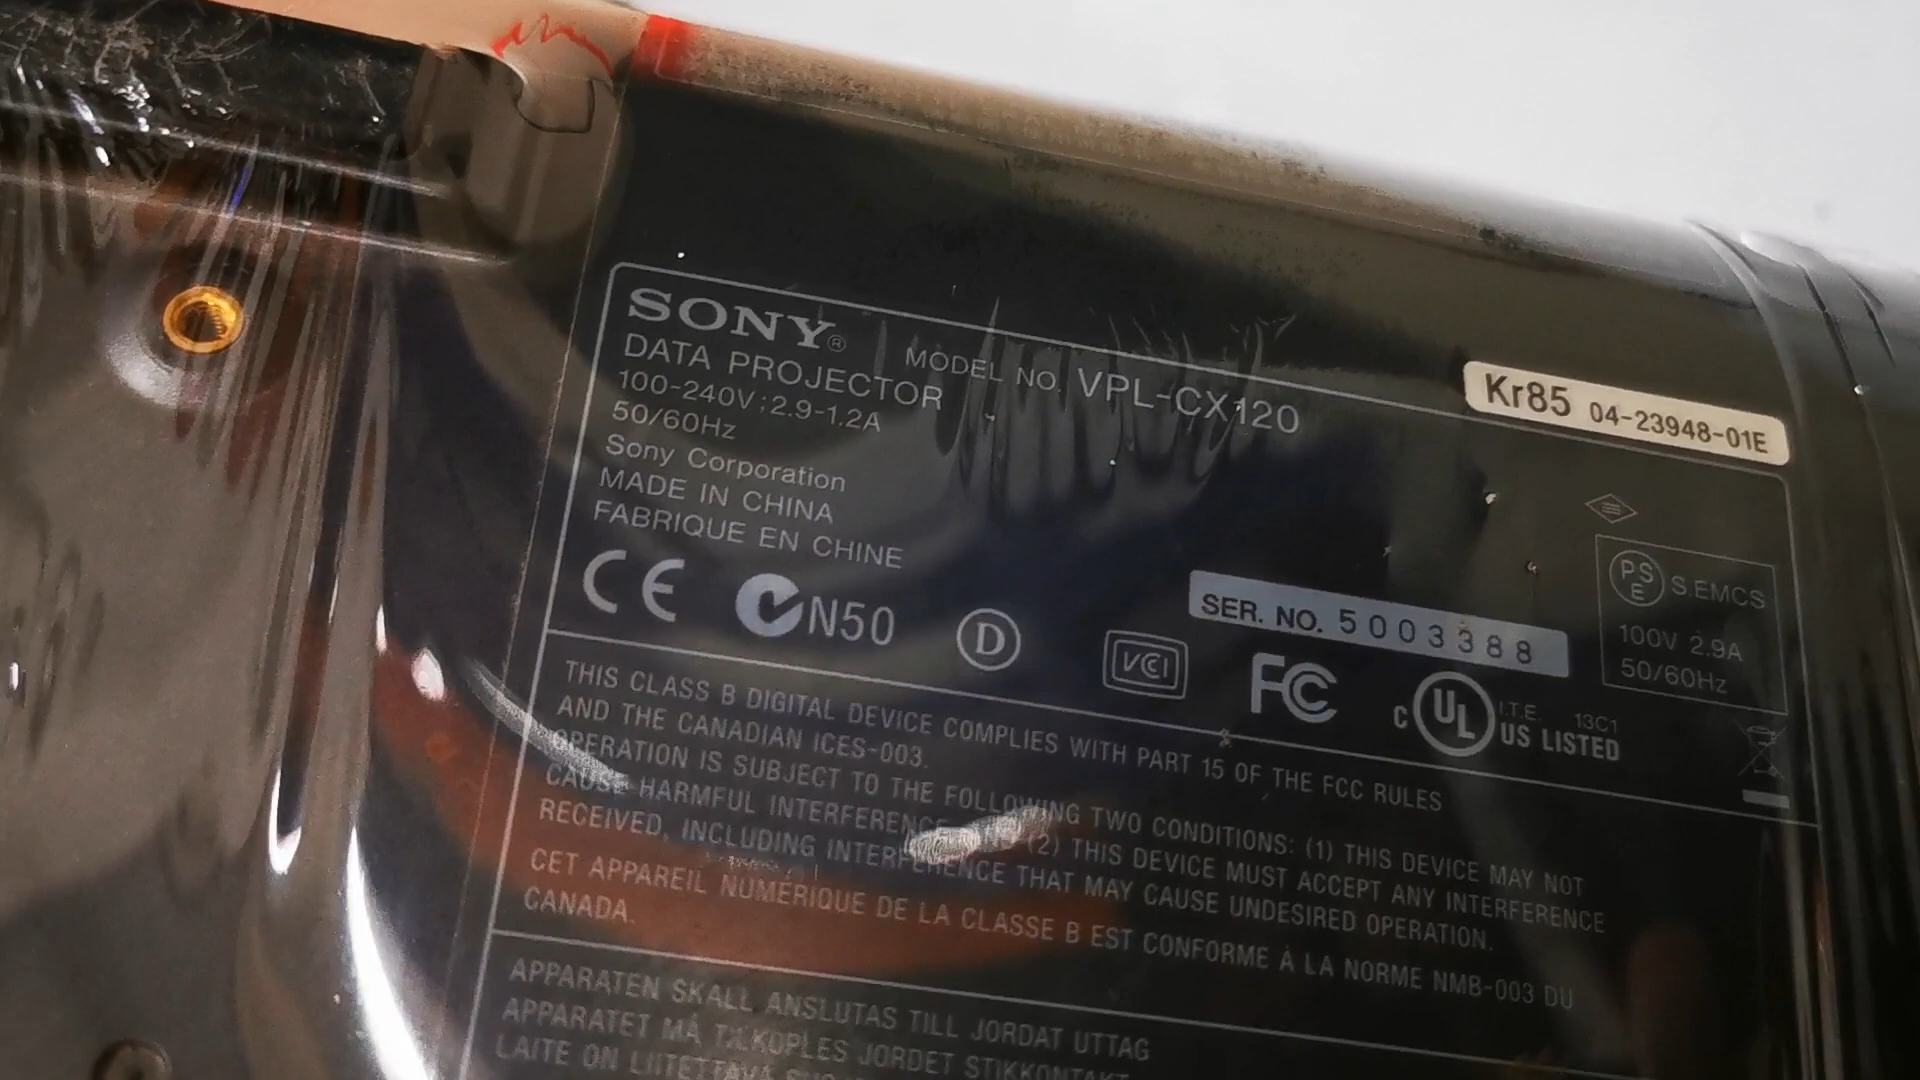 SONY®
DATA PROJECTOR MODEL NO. VPL-CX120
100-240V;2.9-1.2A
50/60Hz
Sony Corporation
MADE IN CHINA
FABRIQUE EN CHINE
Kr85 04-23948-01E
CE N50 D VCCI
SER. NO. 5003388
PSE S.EMCS
100V 2.9A
50/60Hz
FC
C UL US LISTED
I.T.E. 13C1
THIS CLASS B DIGITAL DEVICE COMPLIES WITH PART 15 OF THE FCC RULES
AND THE CANADIAN ICES-003.
OPERATION IS SUBJECT TO THE FOLLOWING TWO CONDITIONS: (1) THIS DEVICE MAY NOT
CAUSE HARMFUL INTERFERENCE (2) THIS DEVICE MUST ACCEPT ANY INTERFERENCE
RECEIVED, INCLUDING INTERFERENCE THAT MAY CAUSE UNDESIRED OPERATION.
CET APPAREIL NUMÉRIQUE DE LA CLASSE B EST CONFORME À LA NORME NMB-003 DU
CANADA.
APPARATEN SKALL ANSLUTAS TILL JORDAT UTTAG
APPARATET MÅ TILKOPLES JORDET STIKKONTAKT
LAITE ON LIITETTÄVÄ